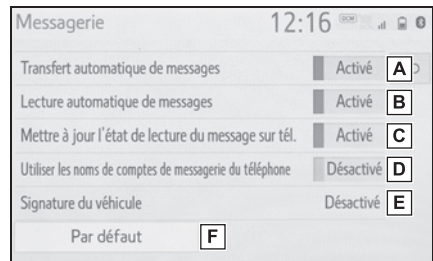 Messagerie 12:16 DCM
Transfert automatique de messages Activé A
Lecture automatique de messages Activé B
Mettre à jour l'état de lecture du message sur tél. Activé C
Utiliser les noms de comptes de messagerie du téléphone Désactivé D
Signature du véhicule Désactivé E
Par défaut F